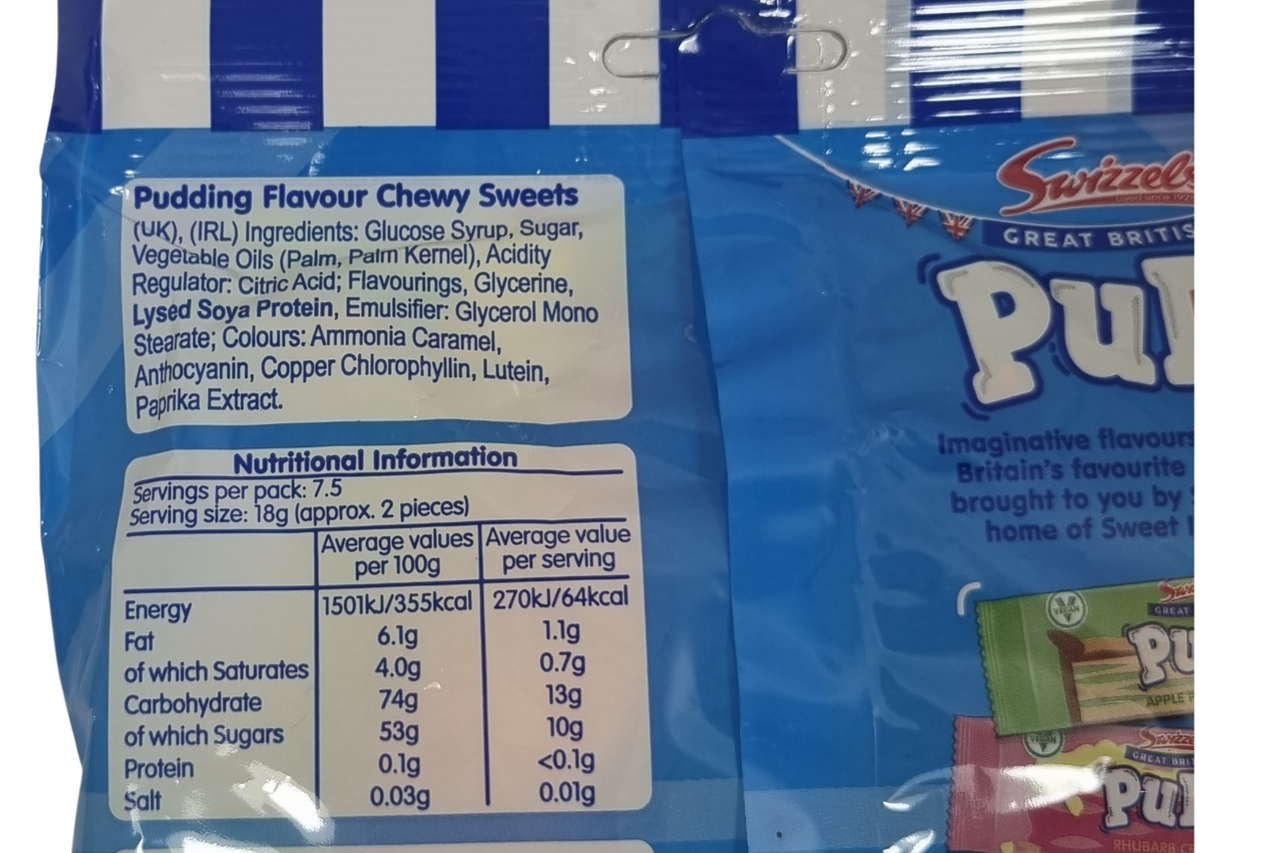 Pudding Flavour Chewy Sweets
(UK), (IRL) Ingredients: Glucose Syrup, Sugar,
Vegetable Oils (Palm, Palm Kernel), Acidity
Regulator: Citric Acid; Flavourings, Glycerine,
Lysed Soya Protein, Emulsifier: Glycerol Mono
Stearate; Colours: Ammonia Caramel,
Anthocyanin, Copper Chlorophyllin, Lutein,
Paprika Extract.
Nutritional Information
Servings per pack: 7.5
Serving size: 18g (approx. 2 pieces)
Average values per 100g Average value per serving
Energy 1501kJ/355kcal 270kJ/64kcal
Fat 6.1g 1.1g
of which Saturates 4.0g 0.7g
Carbohydrate 74g 13g
of which Sugars 53g 10g
Protein 0.1g <0.1g
Salt 0.03g 0.01g
Swizzels
loved since 192
GREAT BRITIS
Pu
Imaginative flavours
Britain's favourite
brought to you by
home of Sweet
VEGAN
Swi
GREAT
Pu
APPLE
VEGAN
Swizze
GREAT BRI
Pu
RHUBARB C